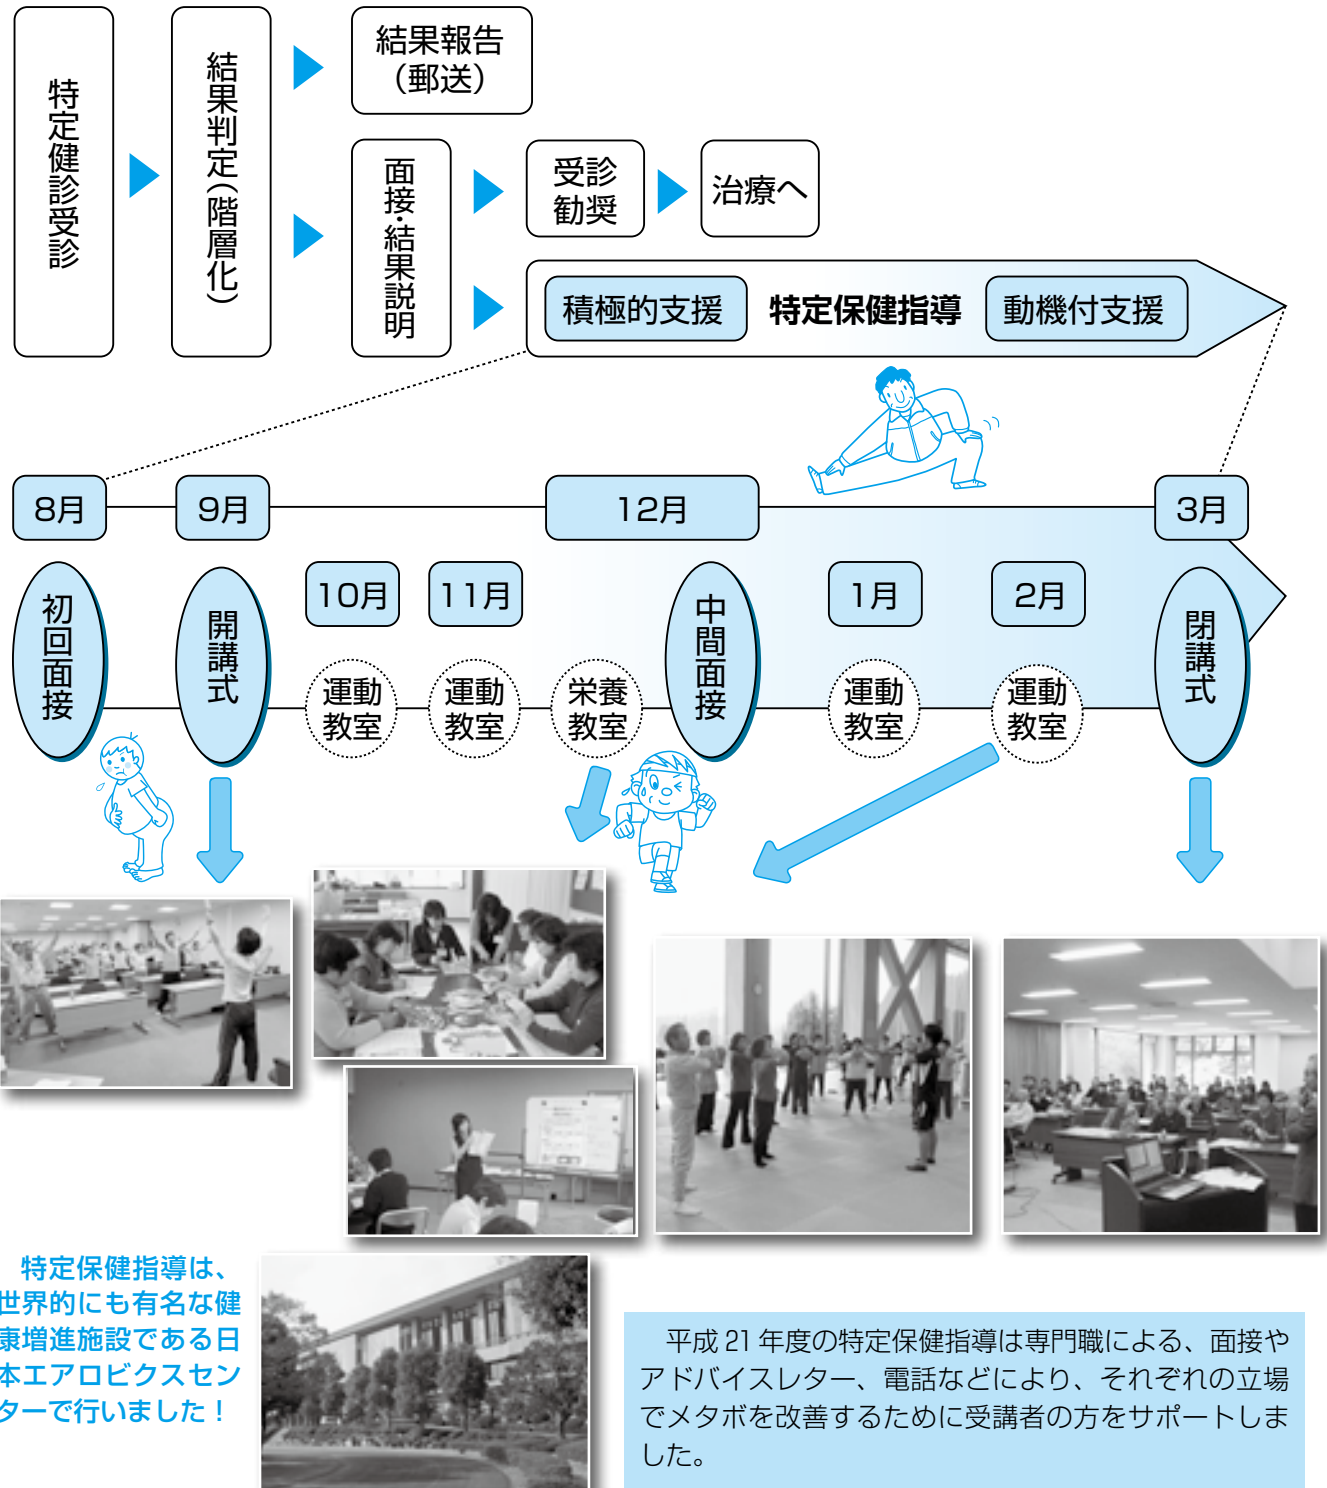 特定健診受診
結果判定(階層化)
結果報告
(郵送)
面接・結果説明
受診
勧奨
治療へ
積極的支援
特定保健指導
動機付支援
8月
9月
12月
3月
10月
11月
1月
2月
初回面接
開講式
運動
教室
運動
教室
栄養
教室
中間面接
運動
教室
運動
教室
閉講式
特定保健指導は、
世界的にも有名な健
康増進施設である日
本エアロビクスセン
ターで行いました！
平成21年度の特定保健指導は専門職による、面接や
アドバイスレター、電話などにより、それぞれの立場
でメタボを改善するために受講者の方をサポートしま
した。